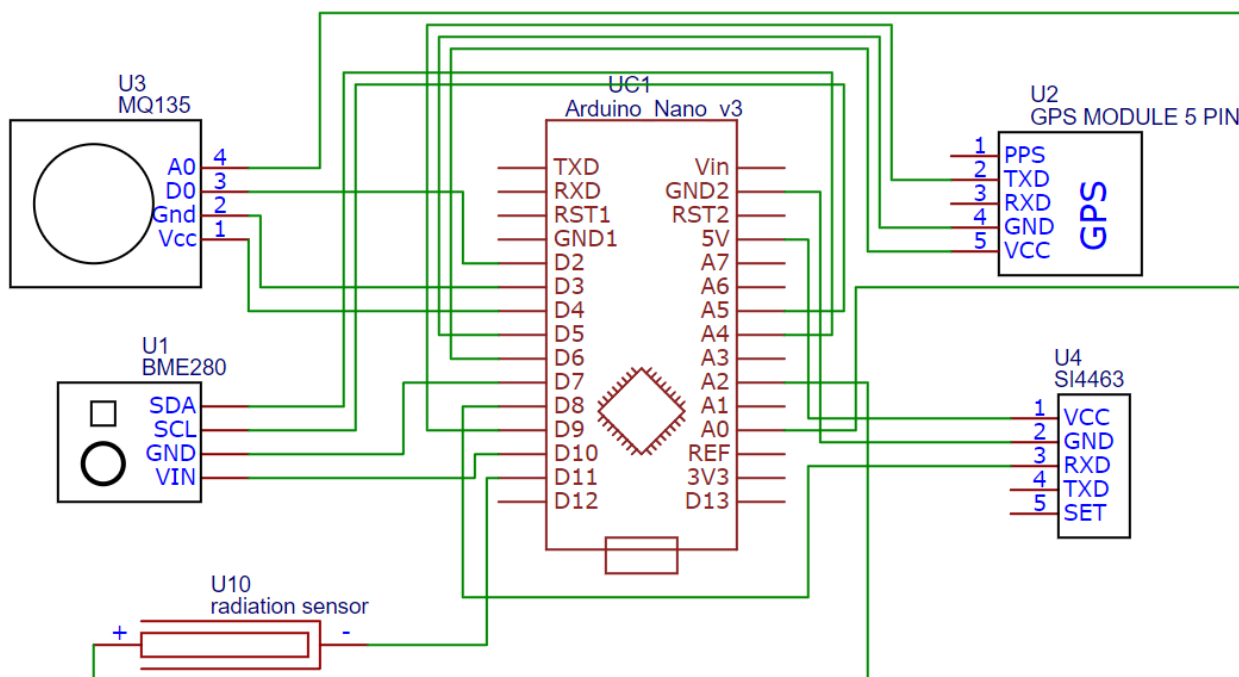 U3
MQ135
A0 4
D0 3
Gnd 2
Vcc 1
U1
BME280
SDA
SCL
GND
VIN
U10
radiation sensor
+ -
UC1
Arduino_Nano_v3
TXD
RXD
RST1
GND1
D2
D3
D4
D5
D6
D7
D8
D9
D10
D11
D12
Vin
GND2
RST2
5V
A7
A6
A5
A4
A3
A2
A1
A0
REF
3V3
D13
U2
GPS MODULE 5 PIN
1 PPS
2 TXD
3 RXD
4 GND
5 VCC
GPS
U4
SI4463
1 VCC
2 GND
3 RXD
4 TXD
5 SET